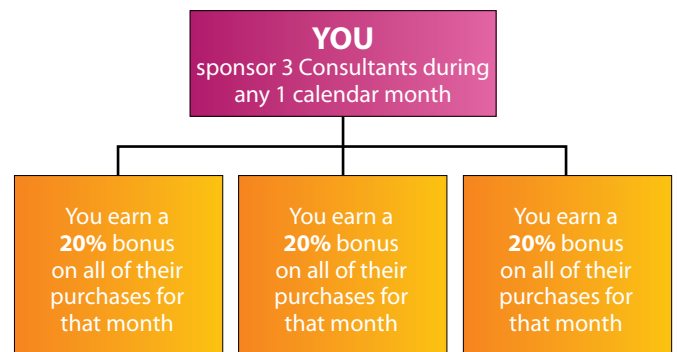 YOU
sponsor 3 Consultants during
any 1 calendar month
You earn a
20% bonus
on all of their
purchases for
that month
You earn a
20% bonus
on all of their
purchases for
that month
You earn a
20% bonus
on all of their
purchases for
that month